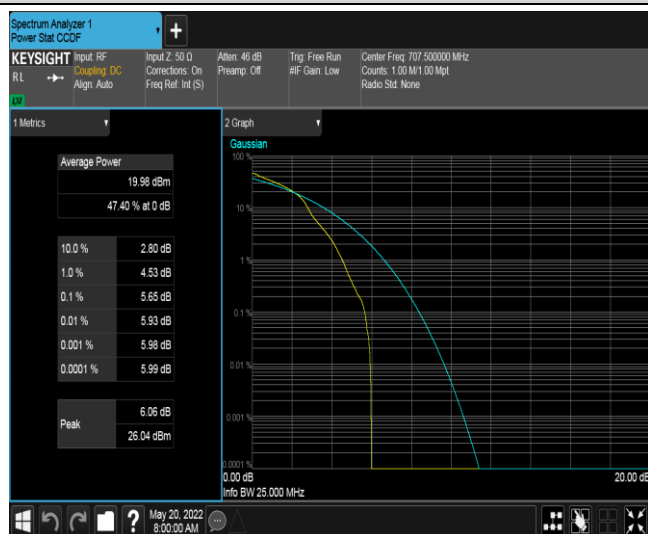 Spectrum Analyzer 1
Power Stat CCDF
+
KEYSIGHT
RL
LXI
Input: RF
Coupling: DC
Align: Auto
Input Z: 50 Ω
Corrections: On
Freq Ref: Int (S)
Atten: 46 dB
Preamp: Off
Trig: Free Run
#IF Gain: Low
Center Freq: 707.500000 MHz
Counts: 1.00 M/1.00 Mpt
Radio Std: None
1 Metrics
Average Power
19.98 dBm
47.40 % at 0 dB
10.0 % 2.80 dB
1.0 % 4.53 dB
0.1 % 5.65 dB
0.01 % 5.93 dB
0.001 % 5.98 dB
0.0001 % 5.99 dB
Peak
6.06 dB
26.04 dBm
2 Graph
Gaussian
100 %
10 %
1 %
0.1 %
0.01 %
0.001 %
0.0001 %
0.00 dB
20.00 dB
Info BW 25.000 MHz
?
May 20, 2022
8:00:00 AM